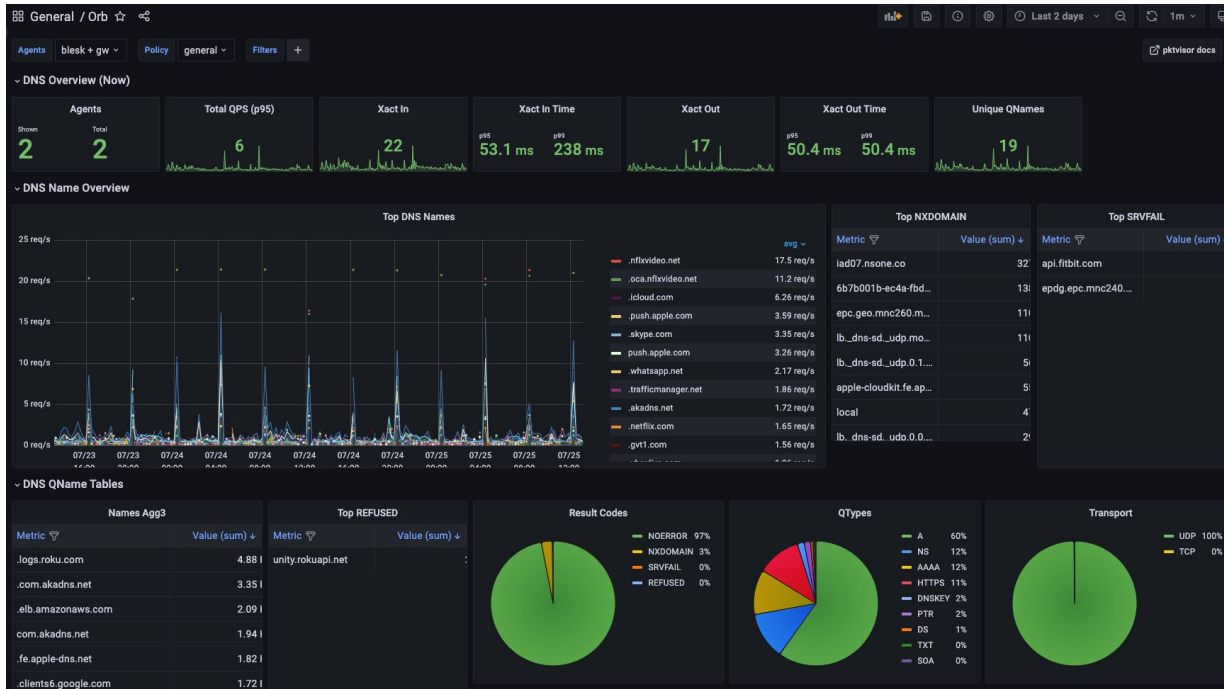 General / Orb
Last 2 days
1m
Agents
blesk + gw
Policy
general
Filters
+
pktvisor docs
DNS Overview (Now)
Agents
Shown
2
Total
2
Total QPS (p95)
6
Xact In
22
Xact In Time
p95
53.1 ms
p99
238 ms
Xact Out
17
Xact Out Time
p95
50.4 ms
p99
50.4 ms
Unique QNames
19
DNS Name Overview
Top DNS Names
25 req/s
20 req/s
15 req/s
10 req/s
5 req/s
0 req/s
07/23
07/23
07/24
07/24
07/24
07/24
07/24
07/24
07/25
07/25
07/25
07/25
avg
.nflxvideo.net 17.5 req/s
.oca.nflxvideo.net 11.2 req/s
.icloud.com 6.26 req/s
.push.apple.com 3.59 req/s
.skype.com 3.35 req/s
push.apple.com 3.26 req/s
.whatsapp.net 2.17 req/s
.trafficmanager.net 1.86 req/s
.akadns.net 1.72 req/s
.netflix.com 1.65 req/s
.gvt1.com 1.56 req/s
Top NXDOMAIN
Metric Value (sum) ↓
iad07.nsone.co
6b7b001b-ec4a-fbd...
epc.geo.mnc260.m...
lb._dns-sd._udp.mo...
lb._dns-sd._udp.0.1....
apple-cloudkit.fe.ap...
local
lb._dns-sd._udp.0.0....
Top SRVFAIL
Metric Value (sum)
api.fitbit.com
epdg.epc.mnc240....
DNS QName Tables
Names Agg3
Metric Value (sum) ↓
.logs.roku.com 4.88
.com.akadns.net 3.35
.elb.amazonaws.com 2.09
com.akadns.net 1.94
.fe.apple-dns.net 1.82
.clients6.google.com 1.72
Top REFUSED
Metric Value (sum) ↓
unity.rokuapi.net
Result Codes
NOERROR 97%
NXDOMAIN 3%
SRVFAIL 0%
REFUSED 0%
QTypes
A 60%
NS 12%
AAAA 12%
HTTPS 11%
DNSKEY 2%
PTR 2%
DS 1%
TXT 0%
SOA 0%
Transport
UDP 100%
TCP 0%